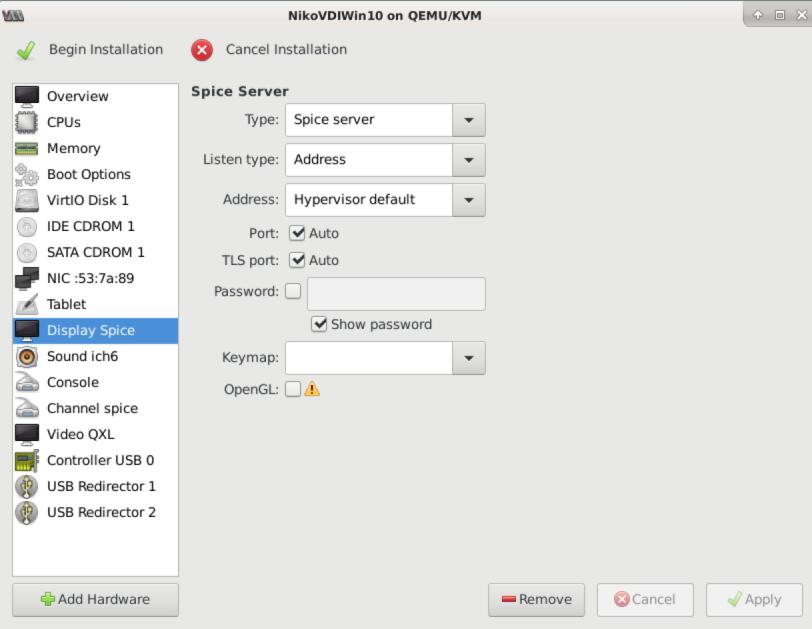 NikoVDIWin10 on QEMU/KVM
Begin Installation
Cancel Installation
Overview
CPUs
Memory
Boot Options
VirtIO Disk 1
IDE CDROM 1
SATA CDROM 1
NIC :53:7a:89
Tablet
Display Spice
Sound ich6
Console
Channel spice
Video QXL
Controller USB 0
USB Redirector 1
USB Redirector 2
Add Hardware
Spice Server
Type: Spice server
Listen type: Address
Address: Hypervisor default
Port: Auto
TLS port: Auto
Password:
Show password
Keymap:
OpenGL:
Remove
Cancel
Apply